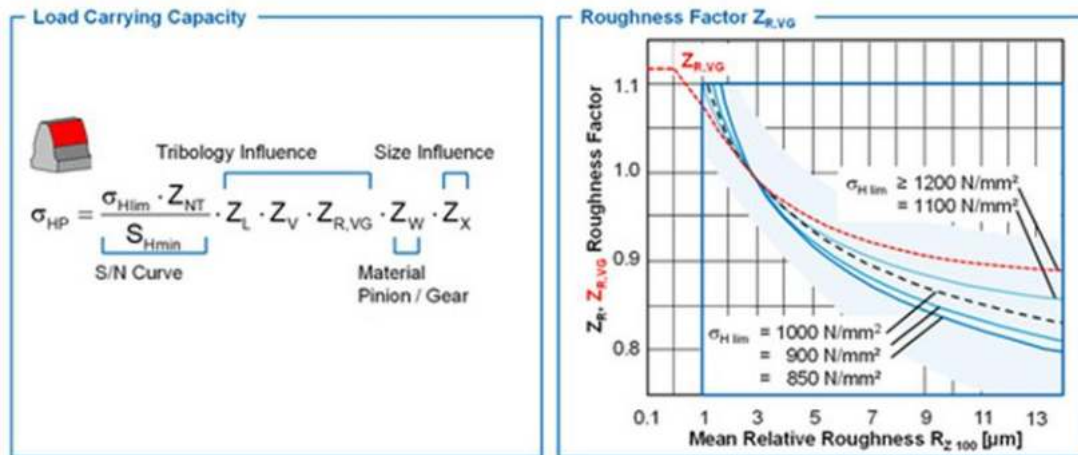 Load Carrying Capacity
Tribology Influence
Size Influence
σHP = σHlim · ZNT / SHmin · ZL · ZV · ZR,VG · ZW · ZX
S/N Curve
Material
Pinion / Gear
Roughness Factor ZR,VG
ZR,VG
1.1
1.0
0.9
0.8
ZR, ZR,VG Roughness Factor
σH lim ≥ 1200 N/mm²
= 1100 N/mm²
σH lim = 1000 N/mm²
= 900 N/mm²
= 850 N/mm²
0.1 1 3 5 7 9 11 13
Mean Relative Roughness RZ 100 [µm]